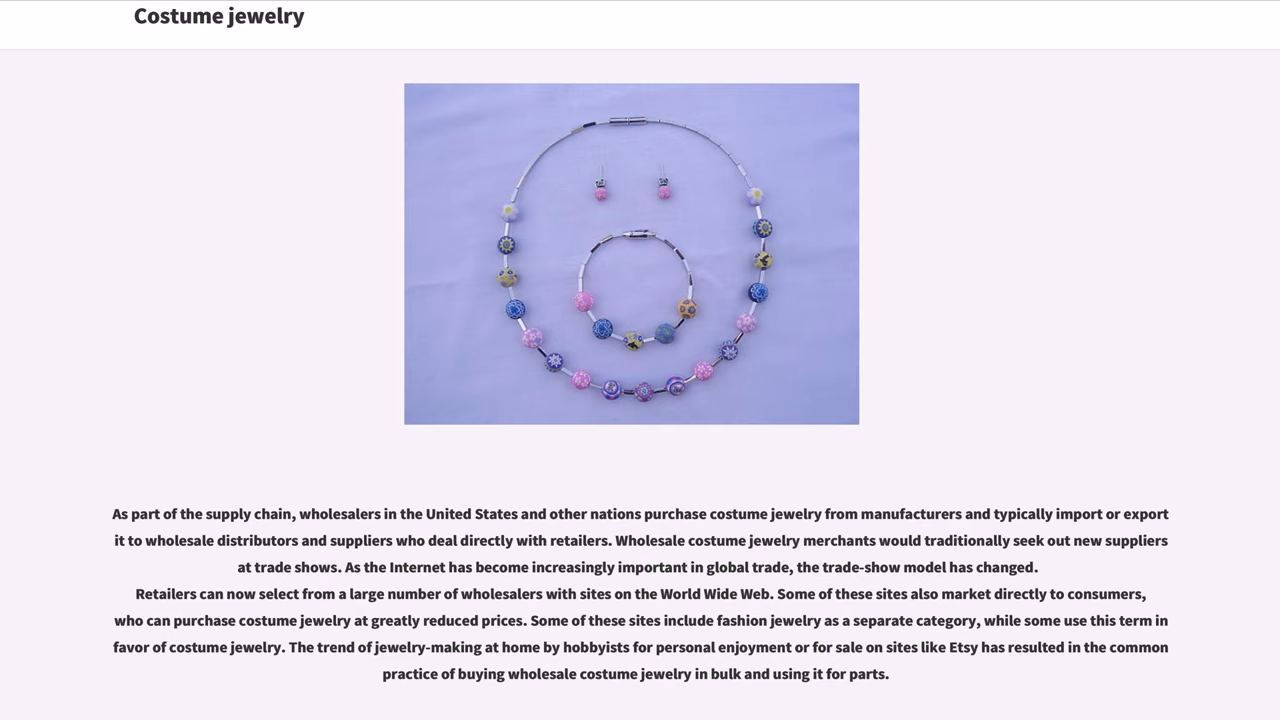 Costume jewelry
As part of the supply chain, wholesalers in the United States and other nations purchase costume jewelry from manufacturers and typically import or export
it to wholesale distributors and suppliers who deal directly with retailers. Wholesale costume jewelry merchants would traditionally seek out new suppliers
at trade shows. As the Internet has become increasingly important in global trade, the trade-show model has changed.
Retailers can now select from a large number of wholesalers with sites on the World Wide Web. Some of these sites also market directly to consumers,
who can purchase costume jewelry at greatly reduced prices. Some of these sites include fashion jewelry as a separate category, while some use this term in
favor of costume jewelry. The trend of jewelry-making at home by hobbyists for personal enjoyment or for sale on sites like Etsy has resulted in the common
practice of buying wholesale costume jewelry in bulk and using it for parts.